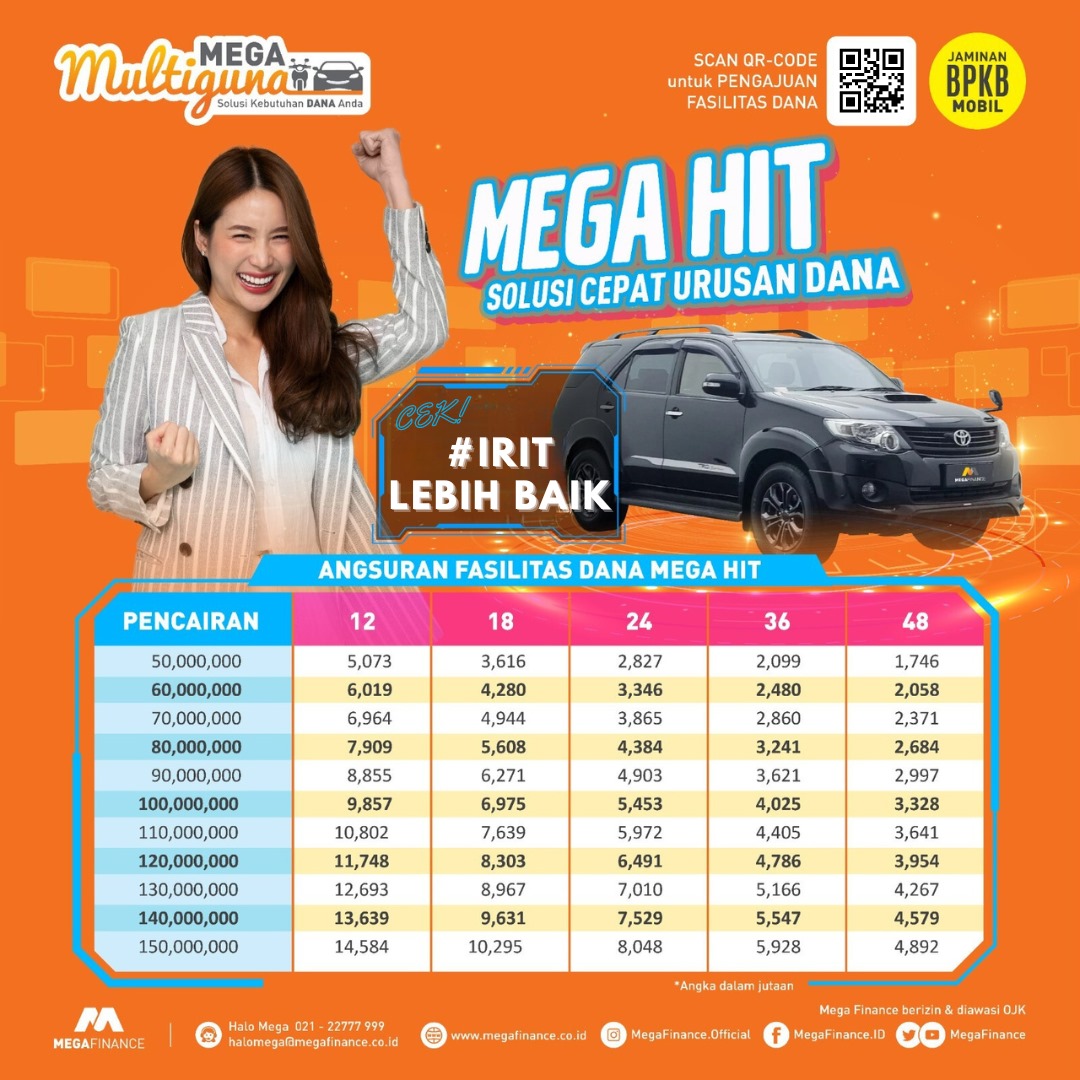 MEGA
Multiguna
Solusi Kebutuhan DANA Anda
SCAN QR-CODE
untuk PENGAJUAN
FASILITAS DANA
JAMINAN
BPKB
MOBIL
MEGA HIT
SOLUSI CEPAT URUSAN DANA
CEK!
#IRIT
LEBIH BAIK
MEGAFINANCE
ANGSURAN FASILITAS DANA MEGA HIT
PENCAIRAN 12 18 24 36 48
50,000,000 5,073 3,616 2,827 2,099 1,746
60,000,000 6,019 4,280 3,346 2,480 2,058
70,000,000 6,964 4,944 3,865 2,860 2,371
80,000,000 7,909 5,608 4,384 3,241 2,684
90,000,000 8,855 6,271 4,903 3,621 2,997
100,000,000 9,857 6,975 5,453 4,025 3,328
110,000,000 10,802 7,639 5,972 4,405 3,641
120,000,000 11,748 8,303 6,491 4,786 3,954
130,000,000 12,693 8,967 7,010 5,166 4,267
140,000,000 13,639 9,631 7,529 5,547 4,579
150,000,000 14,584 10,295 8,048 5,928 4,892
*Angka dalam jutaan
Mega Finance berizin & diawasi OJK
MEGAFINANCE
Halo Mega 021 - 22777 999
halomega@megafinance.co.id
www.megafinance.co.id
MegaFinance.Official
MegaFinance.ID
MegaFinance